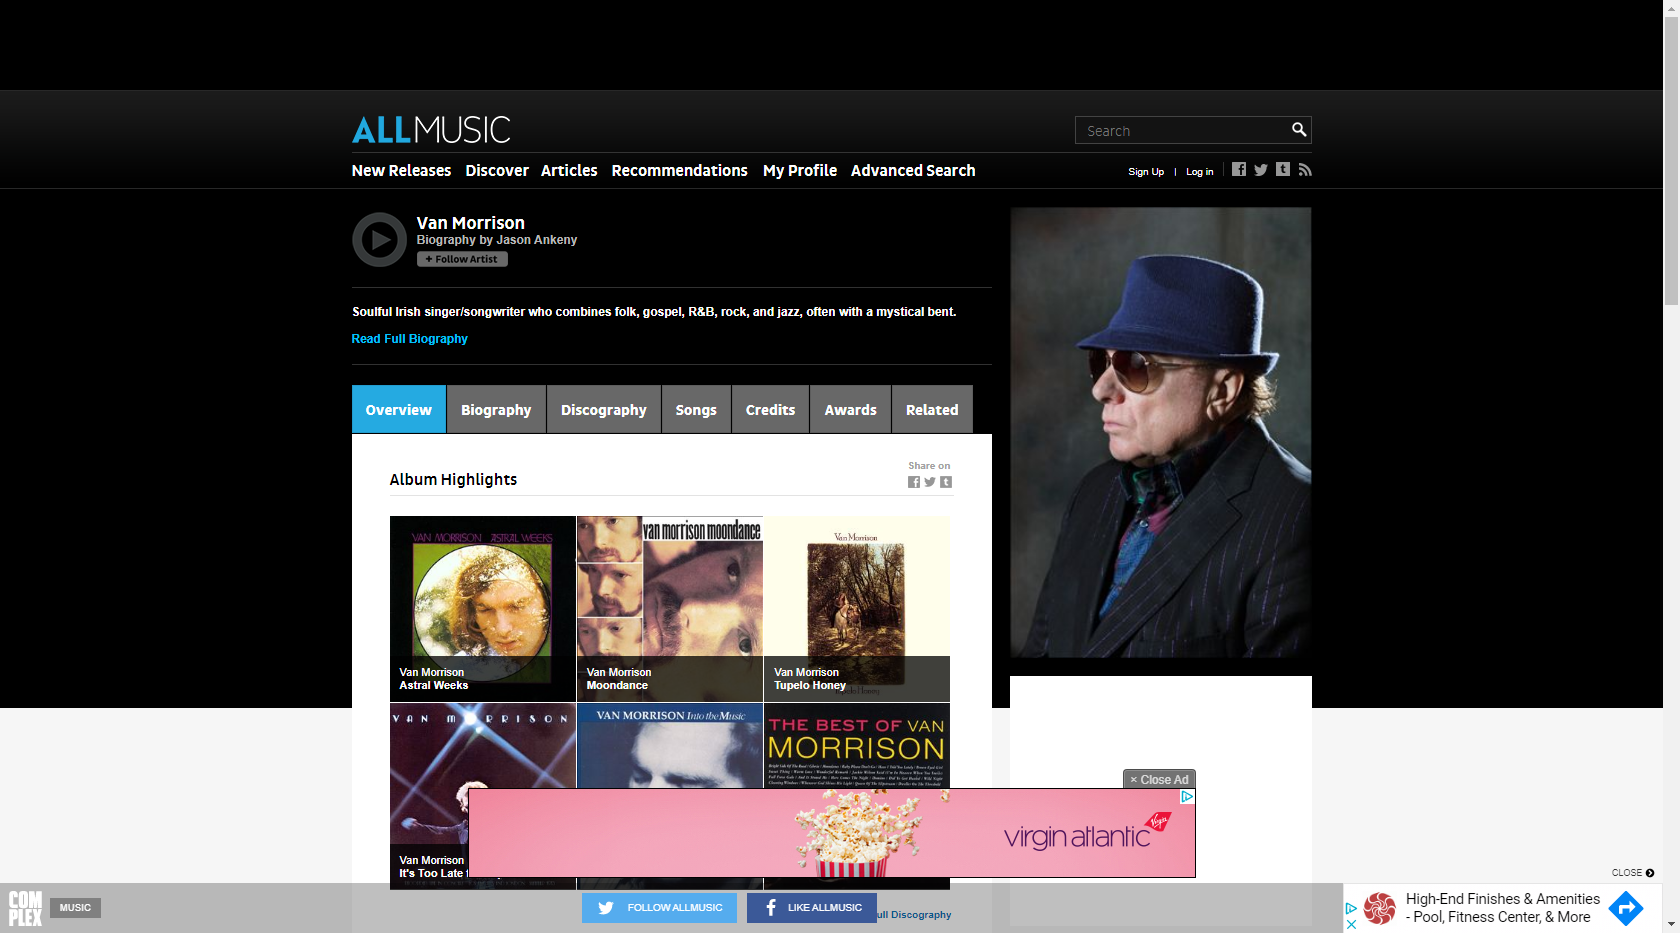 ALLMUSIC
Search
New Releases Discover Articles Recommendations My Profile Advanced Search
Sign Up | Log in
Van Morrison
Biography by Jason Ankeny
+ Follow Artist
Soulful Irish singer/songwriter who combines folk, gospel, R&B, rock, and jazz, often with a mystical bent.
Read Full Biography
Overview Biography Discography Songs Credits Awards Related
Album Highlights
Share on
VAN MORRISON ASTRAL WEEKS
van morrison moondance
Van Morrison
Tupelo Honey
Van Morrison
Astral Weeks
Van Morrison
Moondance
Van Morrison
Tupelo Honey
VAN MORRISON
VAN MORRISON Into the Music
THE BEST OF VAN
MORRISON
× Close Ad
virgin atlantic
Virgin
Van Morrison
It's Too Late
CLOSE
COMPLEX
MUSIC
FOLLOW ALLMUSIC
LIKE ALLMUSIC
ull Discography
High-End Finishes & Amenities
- Pool, Fitness Center, & More